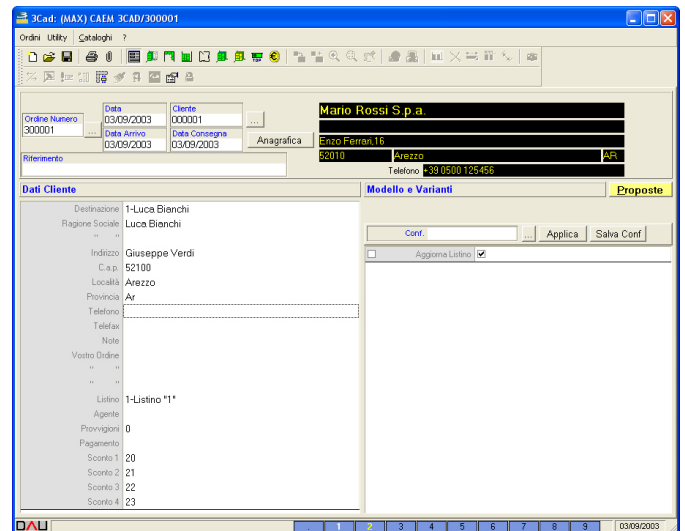 3Cad: (MAX) CAEM 3CAD/300001
Ordini Utility Cataloghi ?
Ordine Numero
300001
...
Data
03/09/2003
Cliente
000001
...
Data Arrivo
03/09/2003
Data Consegna
03/09/2003
Anagrafica
Riferimento
Mario Rossi S.p.a.
Enzo Ferrari,16
52010 Arezzo AR
Telefono +39 0500 125456
Dati Cliente
Destinazione 1-Luca Bianchi
Ragione Sociale Luca Bianchi
" "
Indirizzo Giuseppe Verdi
C.a.p. 52100
Località Arezzo
Provincia Ar
Telefono
Telefax
Note
Vostro Ordine
" "
" "
Listino 1-Listino "1"
Agente
Provvigioni 0
Pagamento
Sconto 1 20
Sconto 2 21
Sconto 3 22
Sconto 4 23
Modello e Varianti Proposte
Conf. ... Applica Salva Conf
Aggiorna Listino
DAU . 1 2 3 4 5 6 7 8 9 03/09/2003